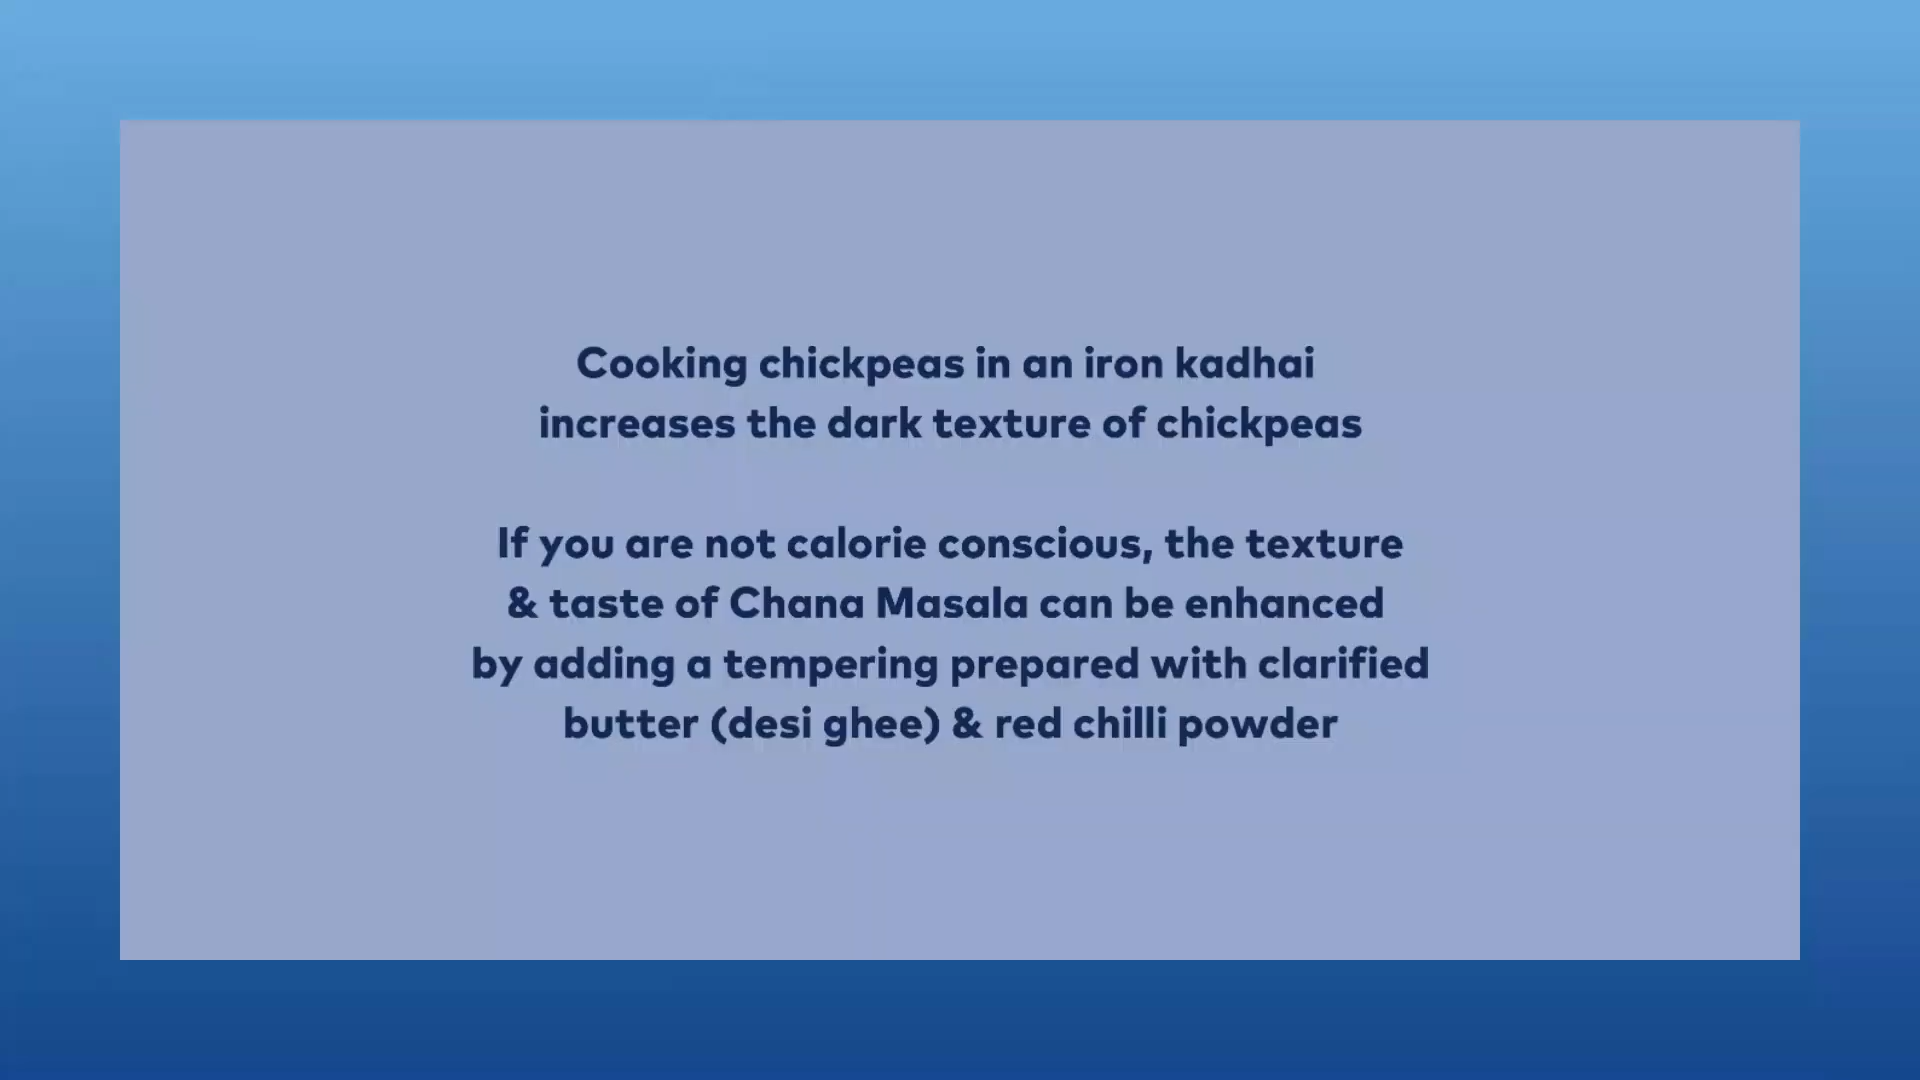 Cooking chickpeas in an iron kadhai
increases the dark texture of chickpeas
If you are not calorie conscious, the texture
& taste of Chana Masala can be enhanced
by adding a tempering prepared with clarified
butter (desi ghee) & red chilli powder